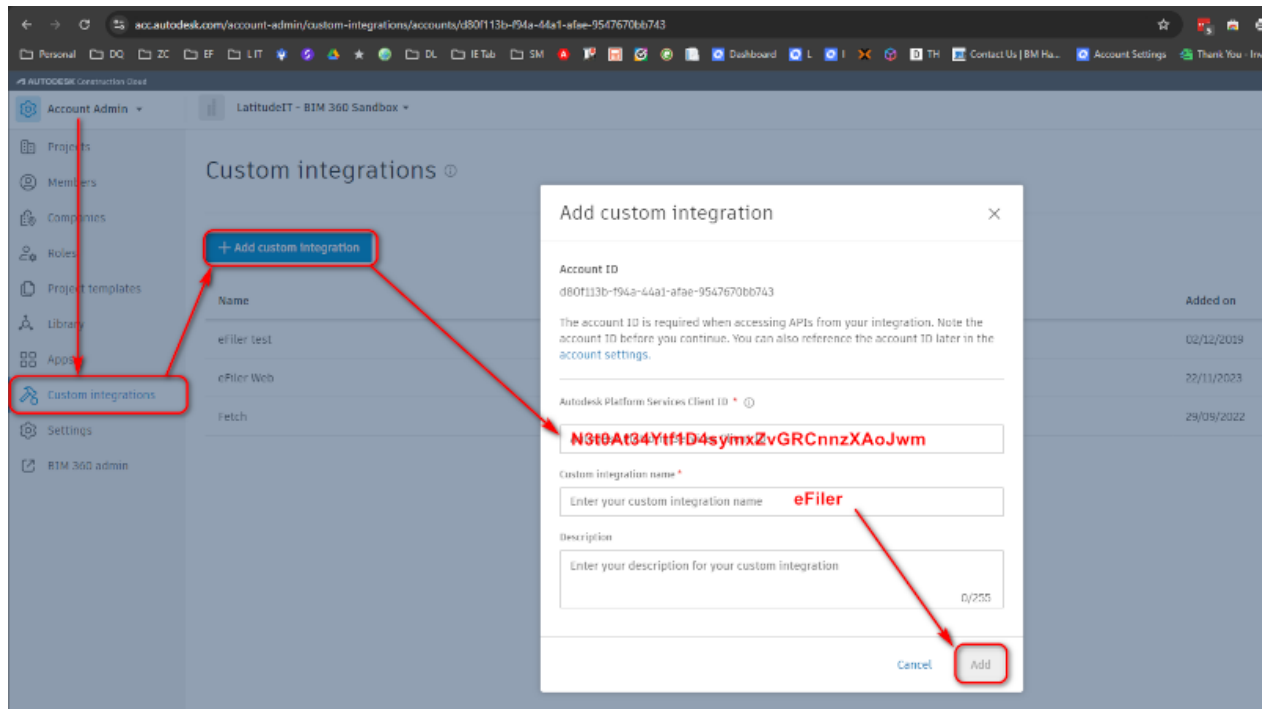 acc.autodesk.com/account-admin/custom-integrations/accounts/d80f113b-f94a-44a1-afae-9547670bb743
Personal DQ ZC EF LIT DL IE Tab SM Dashboard L I TH Contact Us | BM Ha... Account Settings Thank You - Inv
AUTODESK Construction Cloud
Account Admin
LatitudeIT - BIM 360 Sandbox
Projects
Members
Companies
Roles
Project templates
Library
Apps
Custom integrations
Settings
BIM 360 admin
Custom integrations
+ Add custom integration
Name
Added on
eFiler test
02/12/2019
eFiler Web
22/11/2023
Fetch
29/09/2022
Add custom integration
Account ID
d80f113b-f94a-44a1-afae-9547670bb743
The account ID is required when accessing APIs from your integration. Note the
account ID before you continue. You can also reference the account ID later in the
account settings.
Autodesk Platform Services Client ID *
N3t0At34Ytf1D4symxZvGRCnnzXAoJwm
Custom integration name *
Enter your custom integration name eFiler
Description
Enter your description for your custom integration
0/255
Cancel Add